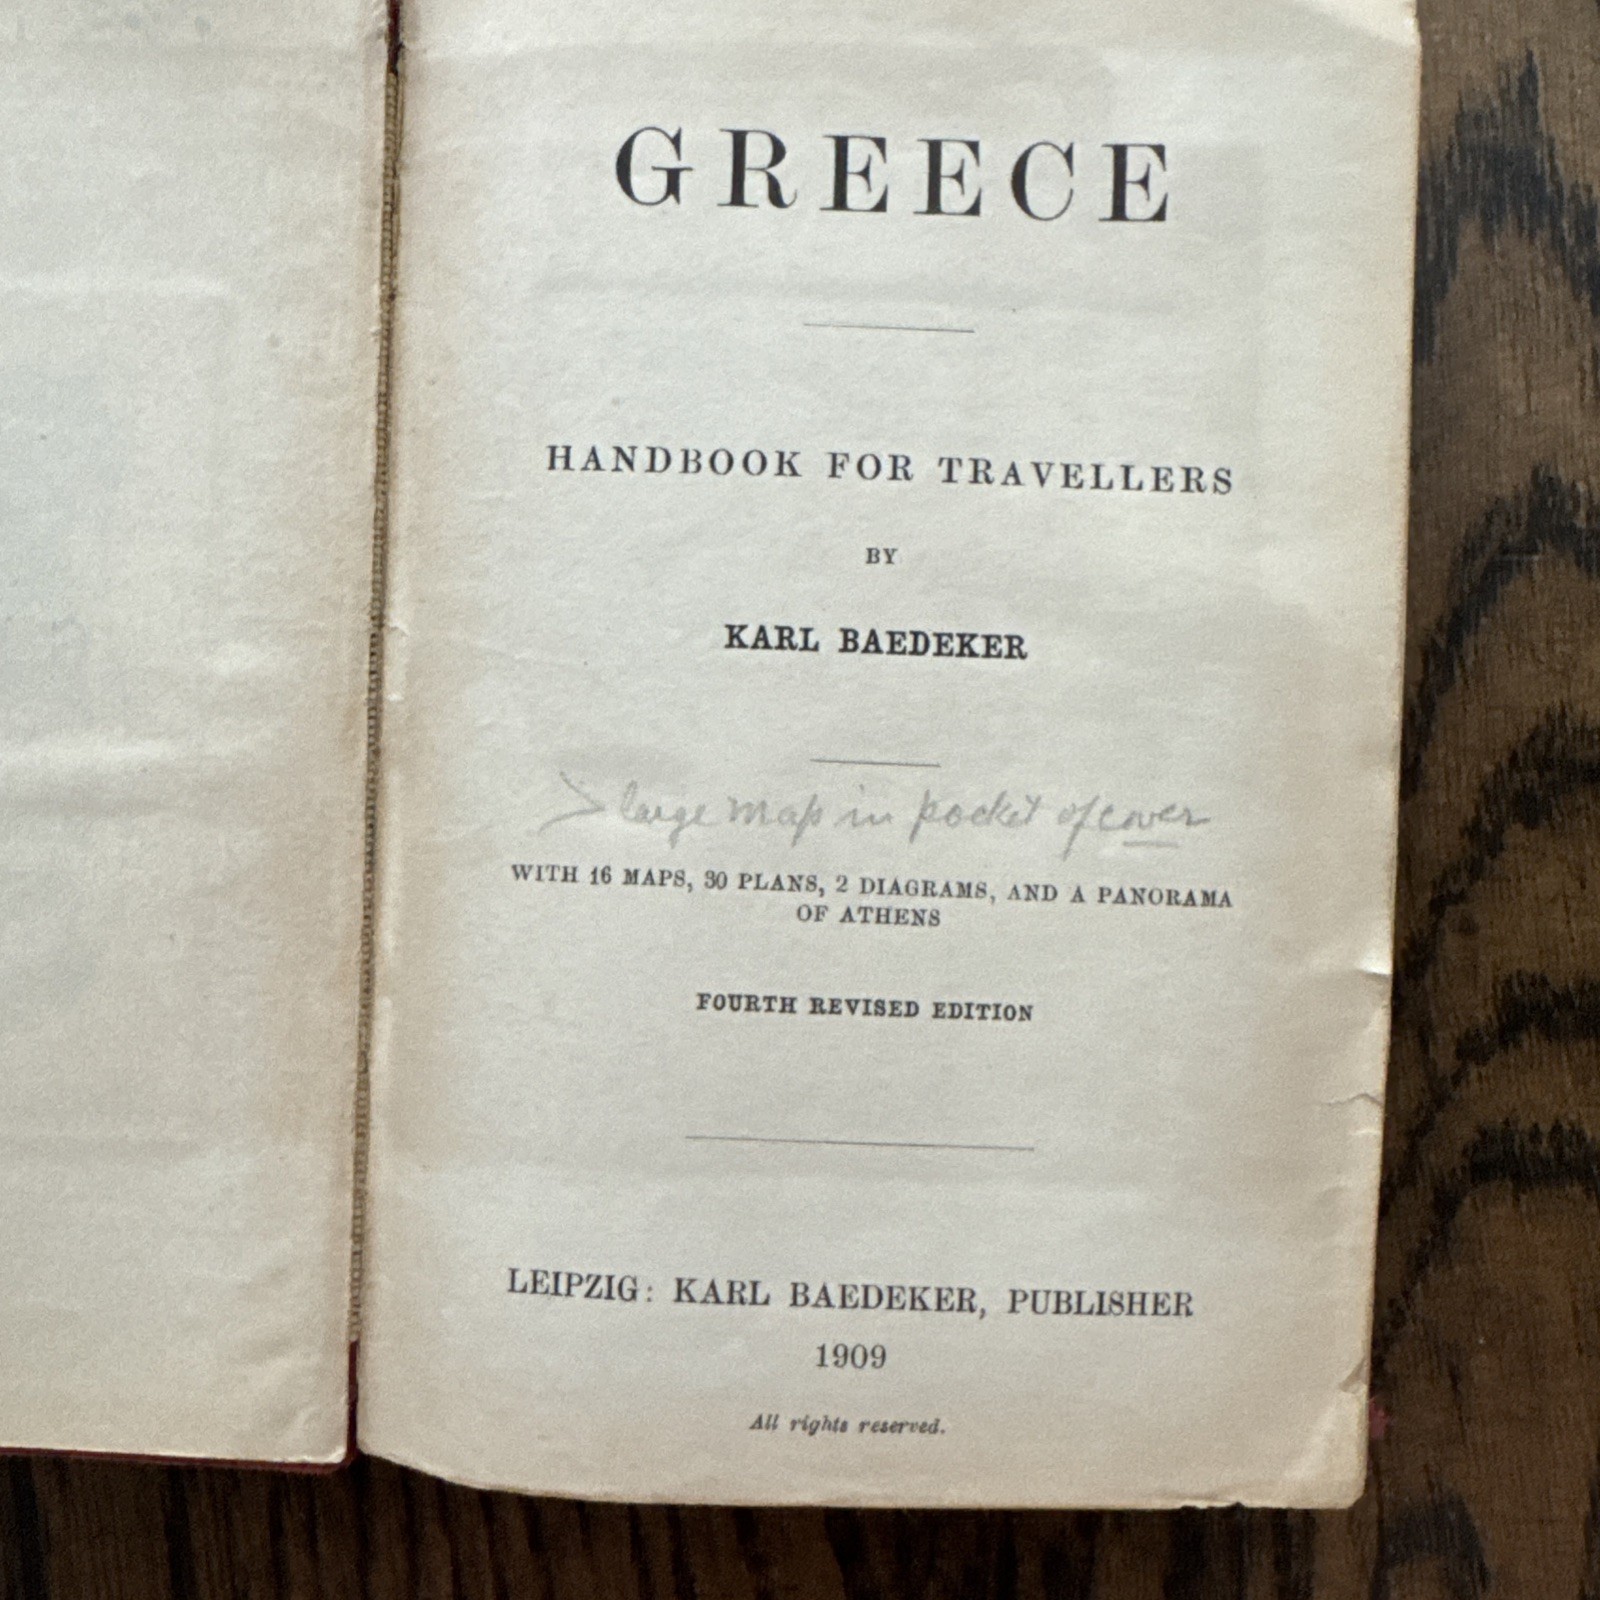 GREECE
HANDBOOK FOR TRAVELLERS
BY
KARL BAEDEKER
> large map in pocket of cover
WITH 16 MAPS, 30 PLANS, 2 DIAGRAMS, AND A PANORAMA
OF ATHENS
FOURTH REVISED EDITION
LEIPZIG: KARL BAEDEKER, PUBLISHER
1909
All rights reserved.